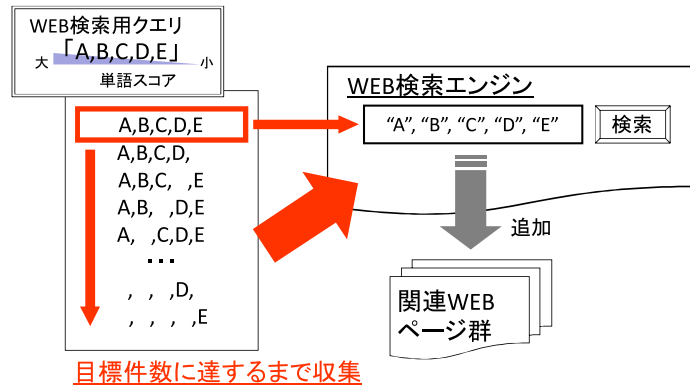 WEB検索用クエリ
「A,B,C,D,E」
大 小
単語スコア
A,B,C,D,E
A,B,C,D,
A,B,C, ,E
A,B, ,D,E
A, ,C,D,E
・・・
, , ,D,
, , , ,E
目標件数に達するまで収集
WEB検索エンジン
“A”, “B”, “C”, “D”, “E”
検索
追加
関連WEB
ページ群